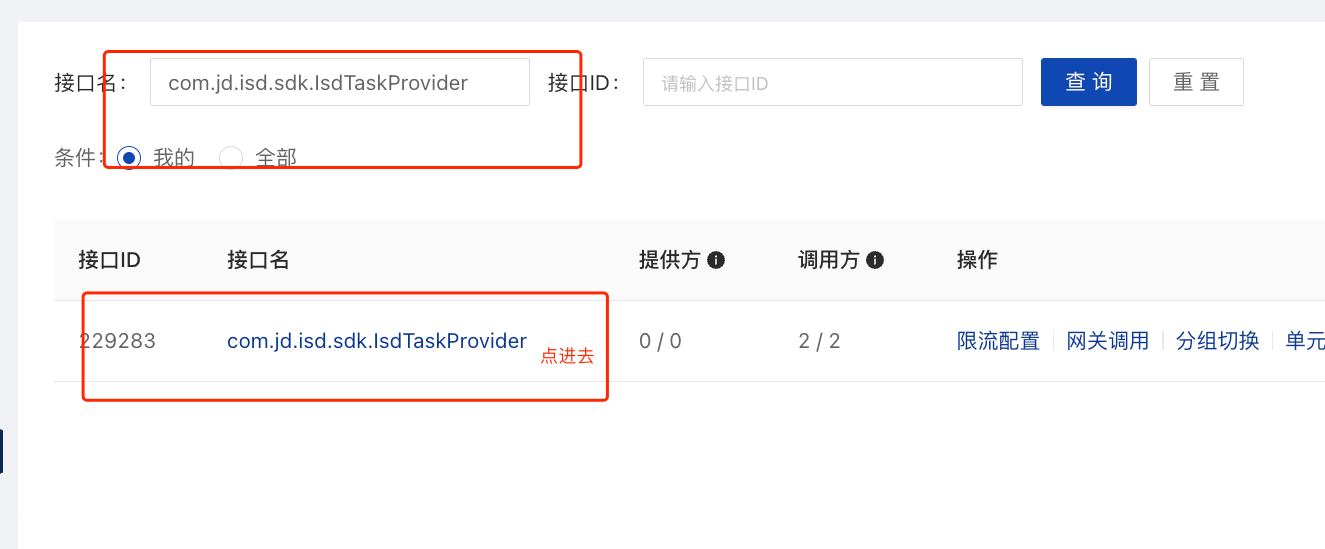 接口名： com.jd.isd.sdk.IsdTaskProvider 接口ID： 请输入接口ID 查 询 重 置
条件： 我的 全部
接口ID 接口名 提供方 调用方 操作
229283 com.jd.isd.sdk.IsdTaskProvider 点进去 0 / 0 2 / 2 限流配置 网关调用 分组切换 单元